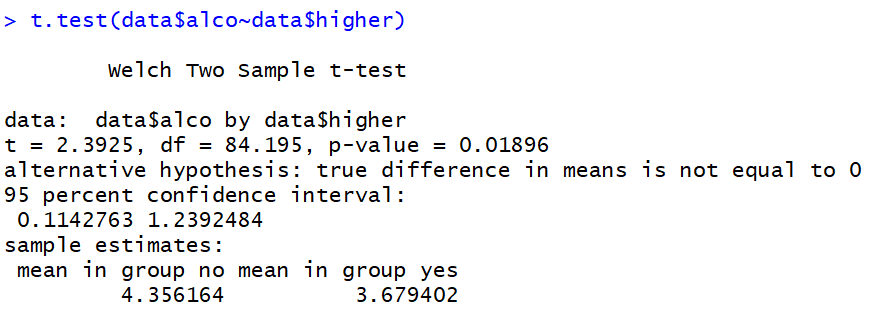 > t.test(data$alco~data$higher)
Welch Two Sample t-test
data:  data$alco by data$higher
t = 2.3925, df = 84.195, p-value = 0.01896
alternative hypothesis: true difference in means is not equal to 0
95 percent confidence interval:
 0.1142763 1.2392484
sample estimates:
 mean in group no mean in group yes
         4.356164          3.679402